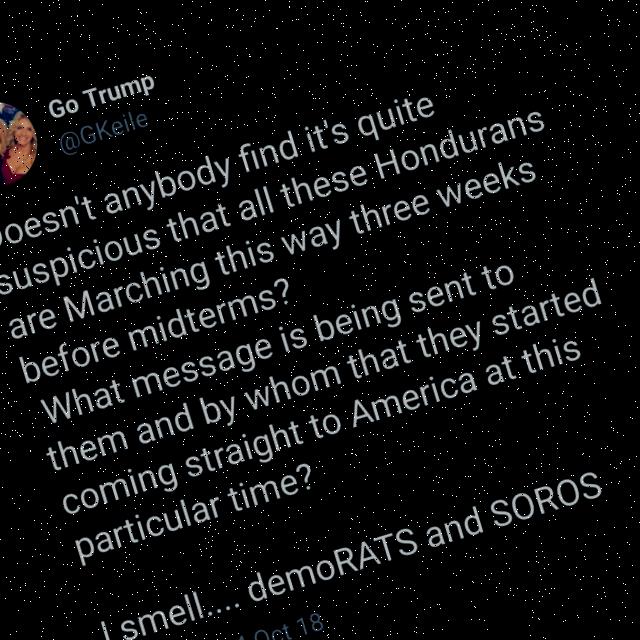 Go Trump
@GKeile
Doesn't anybody find it's quite
suspicious that all these Hondurans
are Marching this way three weeks
before midterms?
What message is being sent to
them and by whom that they started
coming straight to America at this
particular time?
I smell.... demoRATS and SOROS
Oct 18